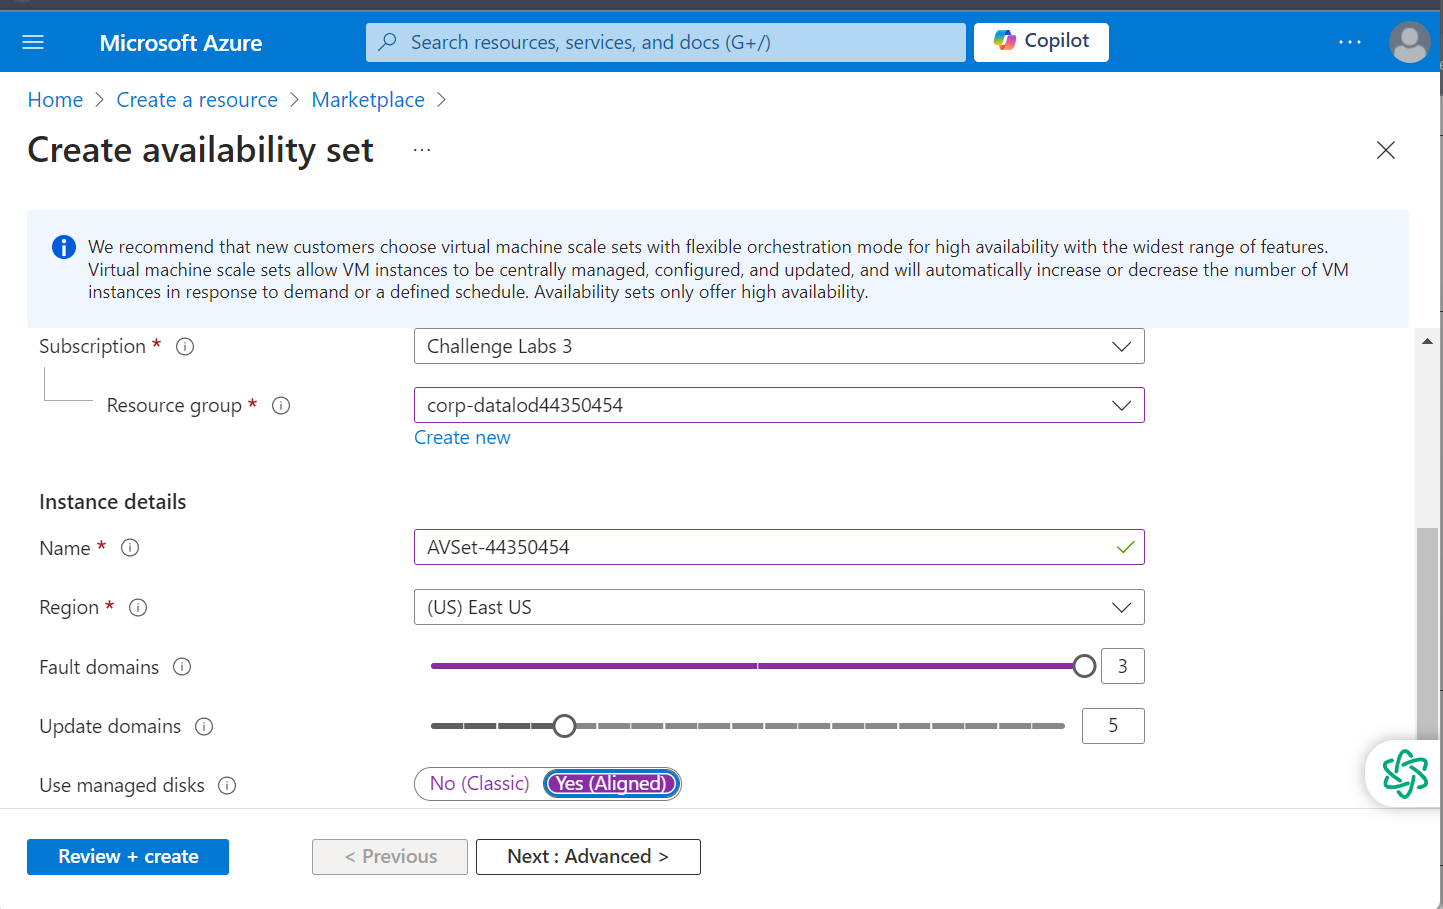 Microsoft Azure
Search resources, services, and docs (G+/)
Copilot
Home > Create a resource > Marketplace >
Create availability set ...
We recommend that new customers choose virtual machine scale sets with flexible orchestration mode for high availability with the widest range of features.
Virtual machine scale sets allow VM instances to be centrally managed, configured, and updated, and will automatically increase or decrease the number of VM
instances in response to demand or a defined schedule. Availability sets only offer high availability.
Subscription *
Challenge Labs 3
Resource group *
corp-datalod44350454
Create new
Instance details
Name *
AVSet-44350454
Region *
(US) East US
Fault domains
3
Update domains
5
Use managed disks
No (Classic)
Yes (Aligned)
Review + create
< Previous
Next : Advanced >